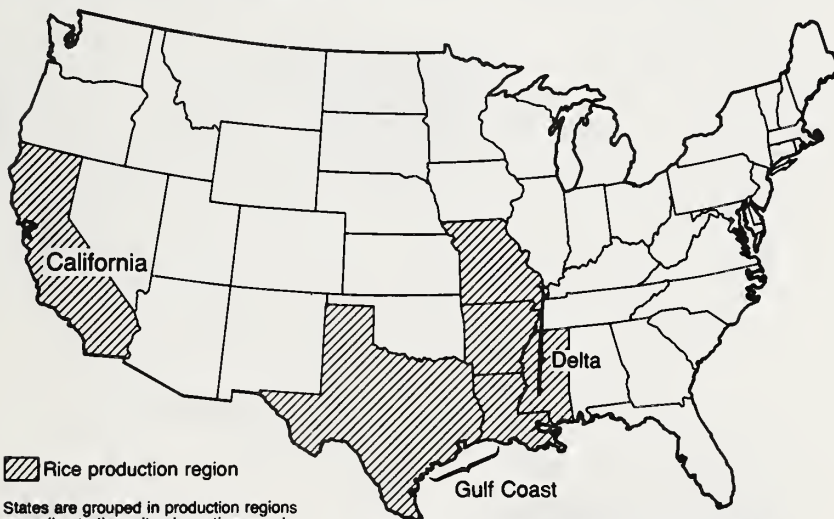 California
Delta
Rice production region
Gulf Coast
States are grouped in production regions